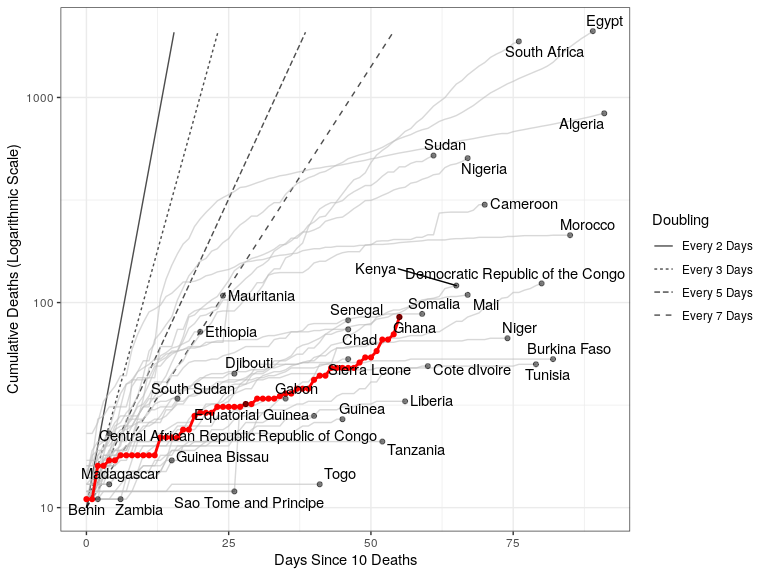 Egypt
South Africa
1000
Algeria
Sudan
Nigeria
Cameroon
Morocco
Kenya
Democratic Republic of the Congo
Mauritania
100
Somalia
Mali
Senegal
Ghana
Ethiopia
Chad
Niger
Burkina Faso
Djibouti
Sierra Leone
Cote dIvoire
Tunisia
South Sudan
Gabon
Liberia
Equatorial Guinea
Guinea
Central African Republic
Republic of Congo
Tanzania
Guinea Bissau
Madagascar
Togo
Sao Tome and Principe
10
Benin
Zambia
0
25
50
75
Days Since 10 Deaths
Cumulative Deaths (Logarithmic Scale)
Doubling
Every 2 Days
Every 3 Days
Every 5 Days
Every 7 Days